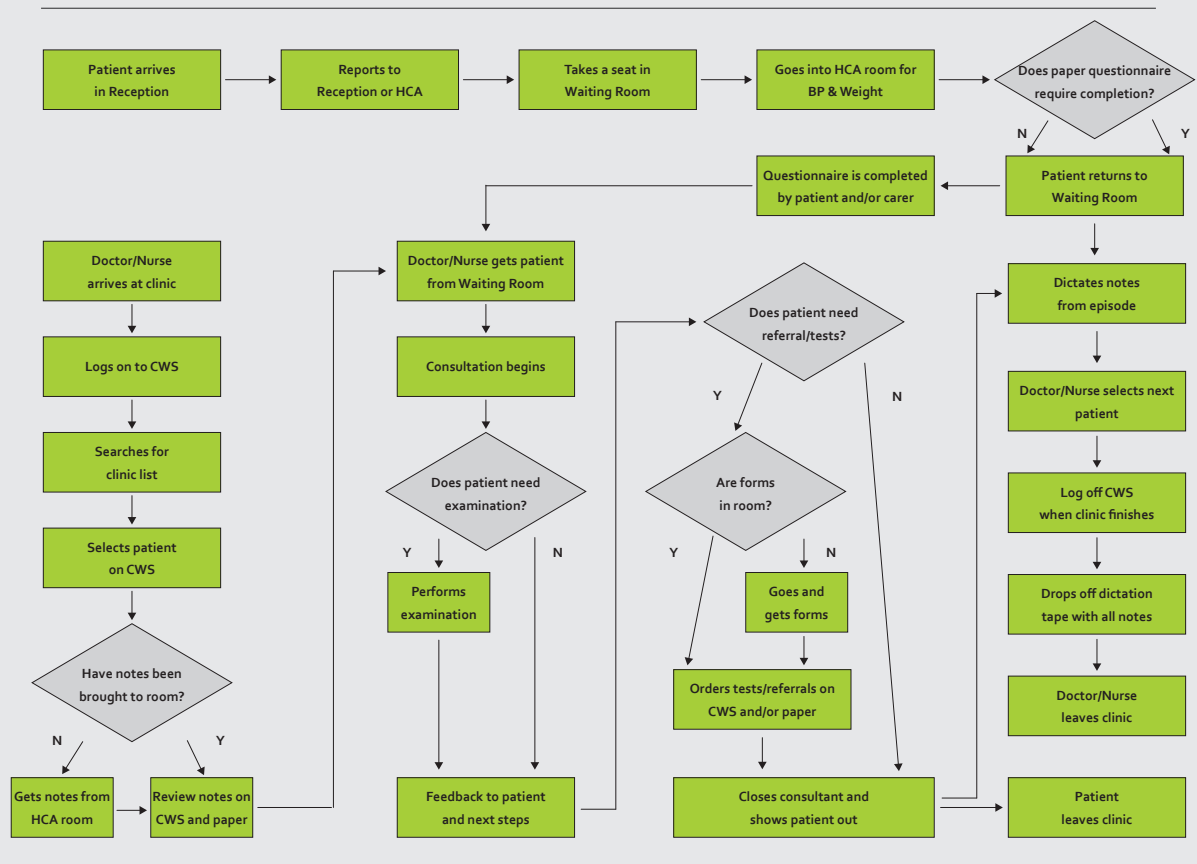 Patient arrives
in Reception
Reports to
Reception or HCA
Takes a seat in
Waiting Room
Goes into HCA room for
BP & Weight
Does paper questionnaire
require completion?
N
Y
Questionnaire is completed
by patient and/or carer
Patient returns to
Waiting Room
Doctor/Nurse
arrives at clinic
Logs on to CWS
Searches for
clinic list
Selects patient
on CWS
Have notes been
brought to room?
N
Y
Gets notes from
HCA room
Review notes on
CWS and paper
Doctor/Nurse gets patient
from Waiting Room
Consultation begins
Does patient need
examination?
Y
N
Performs
examination
Feedback to patient
and next steps
Does patient need
referral/tests?
Y
N
Are forms
in room?
Y
N
Goes and
gets forms
Orders tests/referrals on
CWS and/or paper
Closes consultant and
shows patient out
Dictates notes
from episode
Doctor/Nurse selects next
patient
Log off CWS
when clinic finishes
Drops off dictation
tape with all notes
Doctor/Nurse
leaves clinic
Patient
leaves clinic